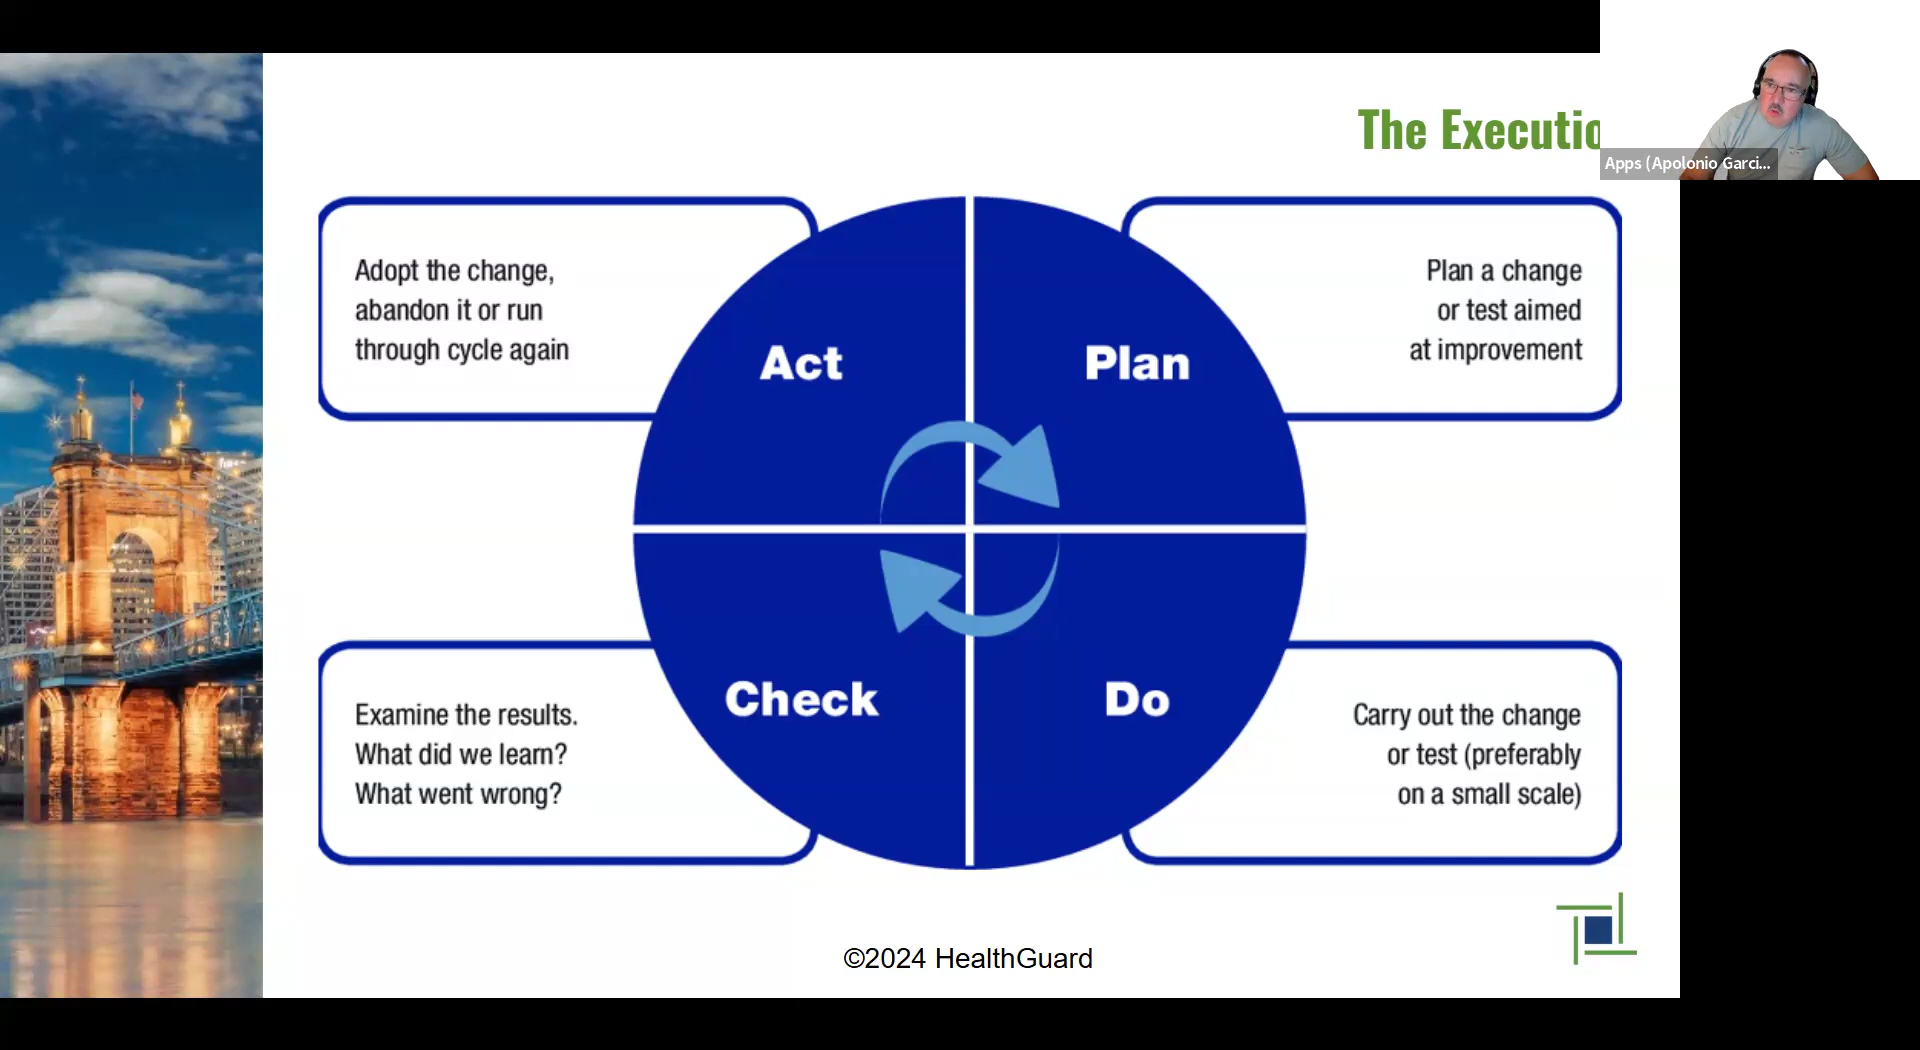 The Executio
Apps (Apolonio Garci...
Adopt the change,
abandon it or run
through cycle again
Act
Plan
Plan a change
or test aimed
at improvement
Examine the results.
What did we learn?
What went wrong?
Check
Do
Carry out the change
or test (preferably
on a small scale)
©2024 HealthGuard